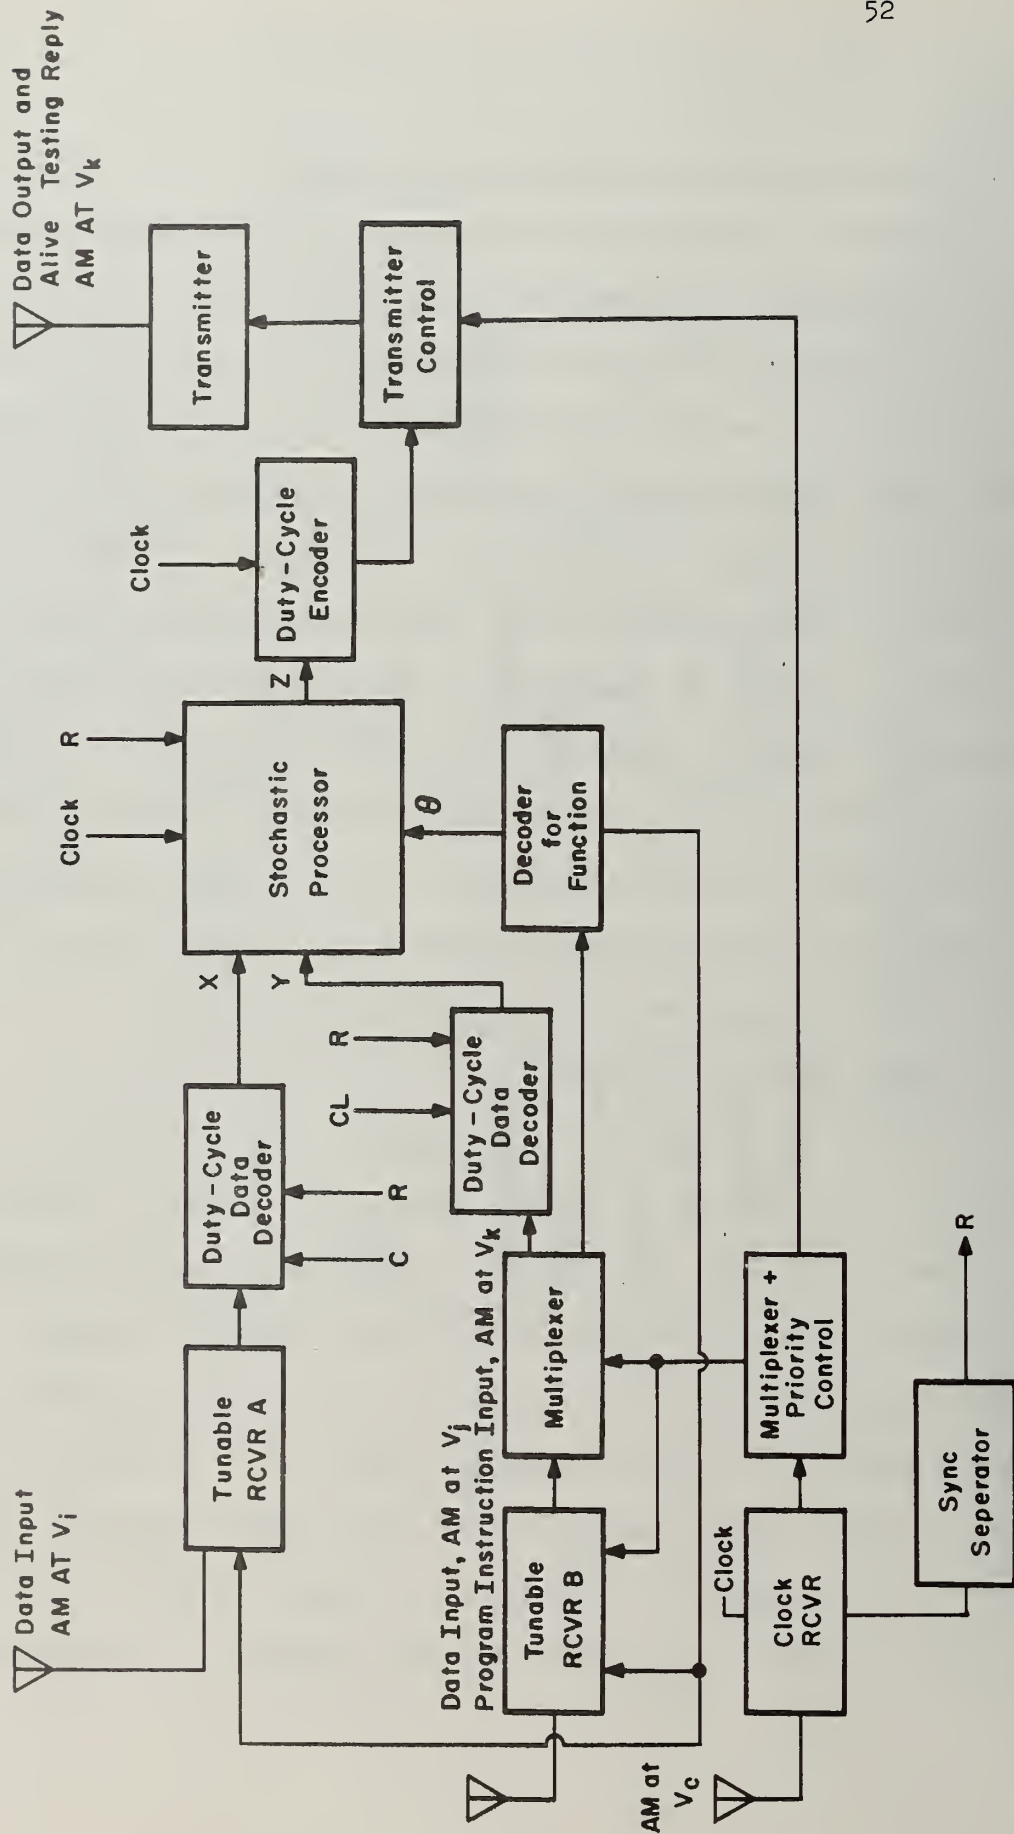 52
Data Input
AM AT Vi
Data Output and
Alive Testing Reply
AM AT Vk
Tunable
RCVR A
Duty-Cycle
Data
Decoder
C
R
X
Clock
R
Stochastic
Processor
Y
Z
θ
Clock
Duty-Cycle
Encoder
Transmitter
Transmitter
Control
CL
R
Duty-Cycle
Data
Decoder
Data Input, AM at Vj
Program Instruction Input, AM at Vk
Tunable
RCVR B
Multiplexer
Decoder
for
Function
AM at
Vc
Clock
Clock
RCVR
Multiplexer +
Priority
Control
Sync
Seperator
R